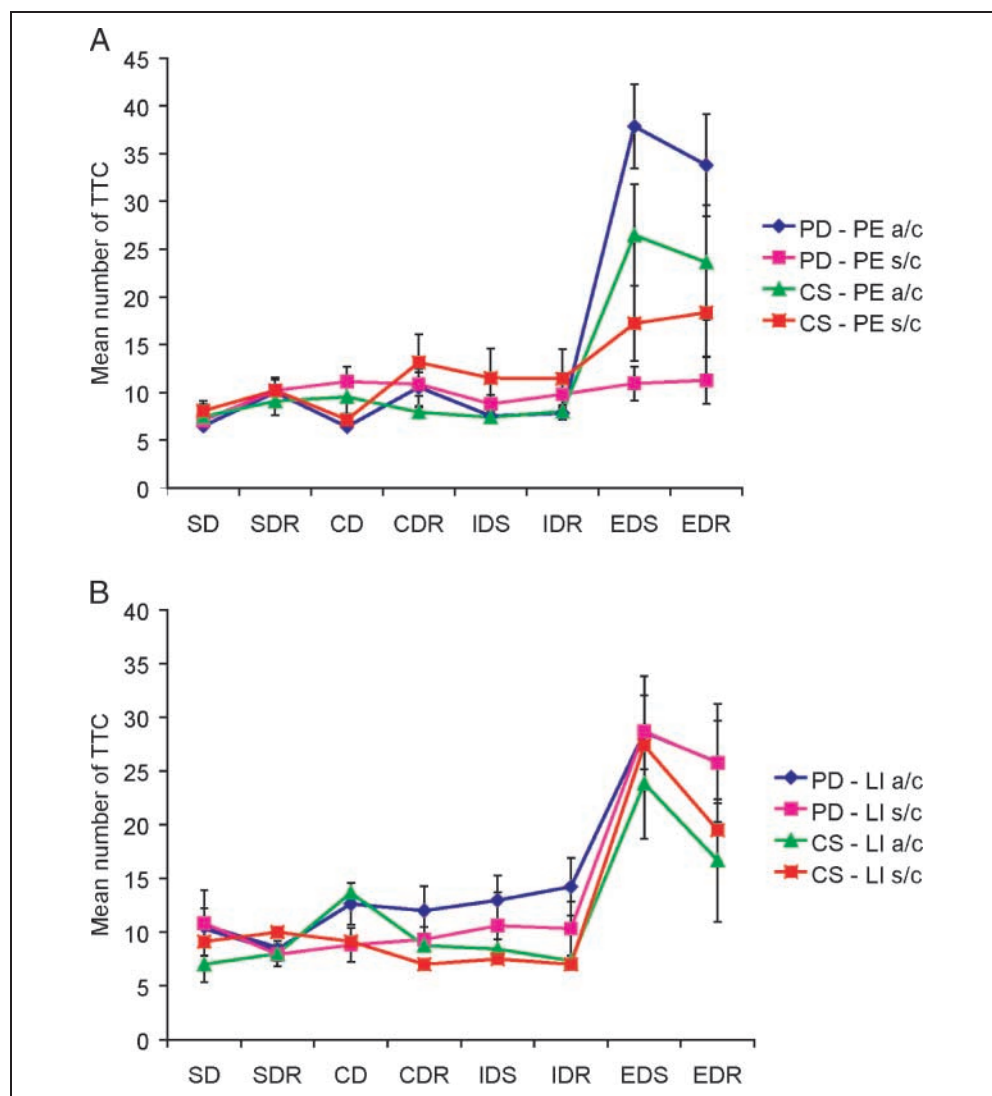 A
45
40
35
30
25
20
15
10
5
0
Mean number of TTC
SD SDR CD CDR IDS IDR EDS EDR
PD - PE a/c
PD - PE s/c
CS - PE a/c
CS - PE s/c
B
40
35
30
25
20
15
10
5
0
Mean number of TTC
SD SDR CD CDR IDS IDR EDS EDR
PD - LI a/c
PD - LI s/c
CS - LI a/c
CS - LI s/c